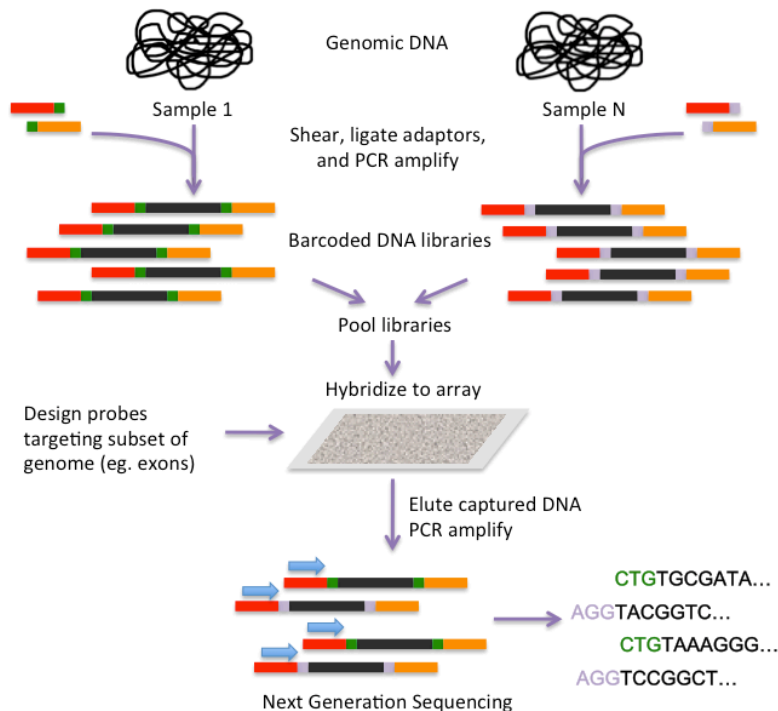 Genomic DNA
Sample 1
Sample N
Shear, ligate adaptors,
and PCR amplify
Barcoded DNA libraries
Pool libraries
Hybridize to array
Design probes
targeting subset of
genome (eg. exons)
Elute captured DNA
PCR amplify
CTGTGCGATA...
AGGTACGGTC...
CTGTAAAGGG...
AGGTCCGGCT...
Next Generation Sequencing